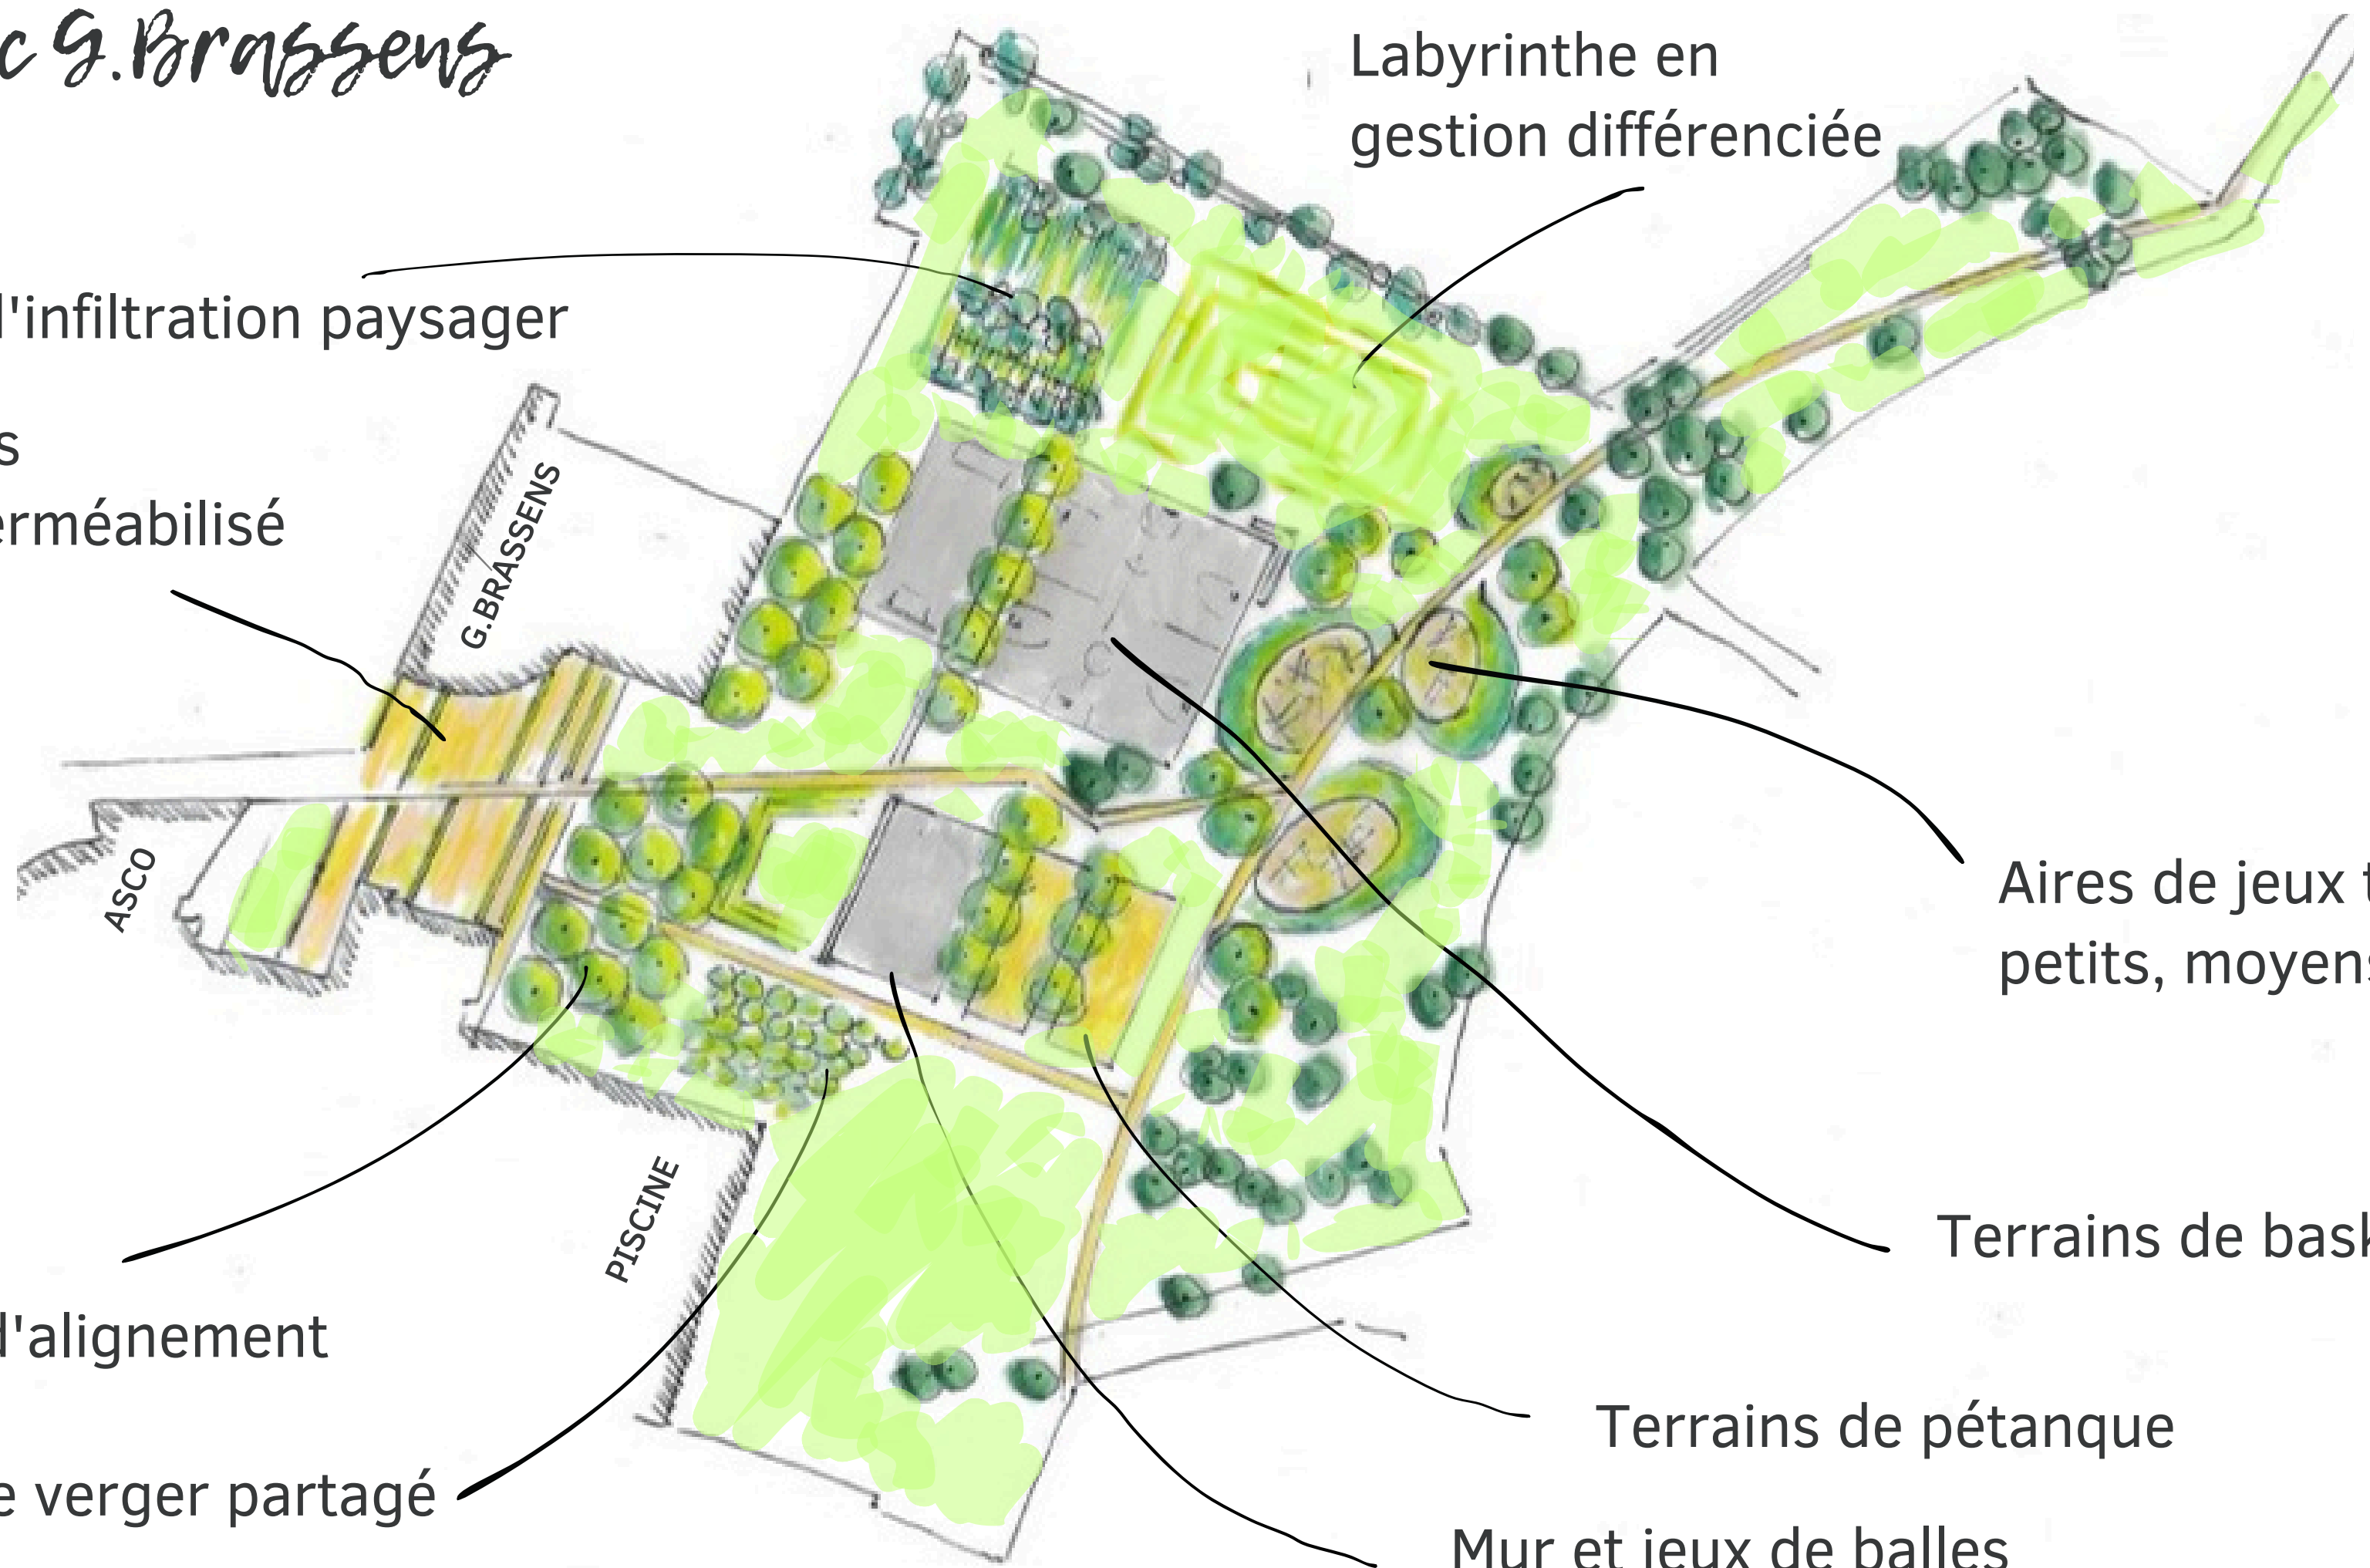 c G.Brassens
Labyrinthe en
gestion différenciée
l'infiltration paysager
s
erméabilisé
G.BRASSENS
ASCO
Aires de jeux t
petits, moyens
PISCINE
Terrains de bask
d'alignement
Terrains de pétanque
e verger partagé
Mur et jeux de balles